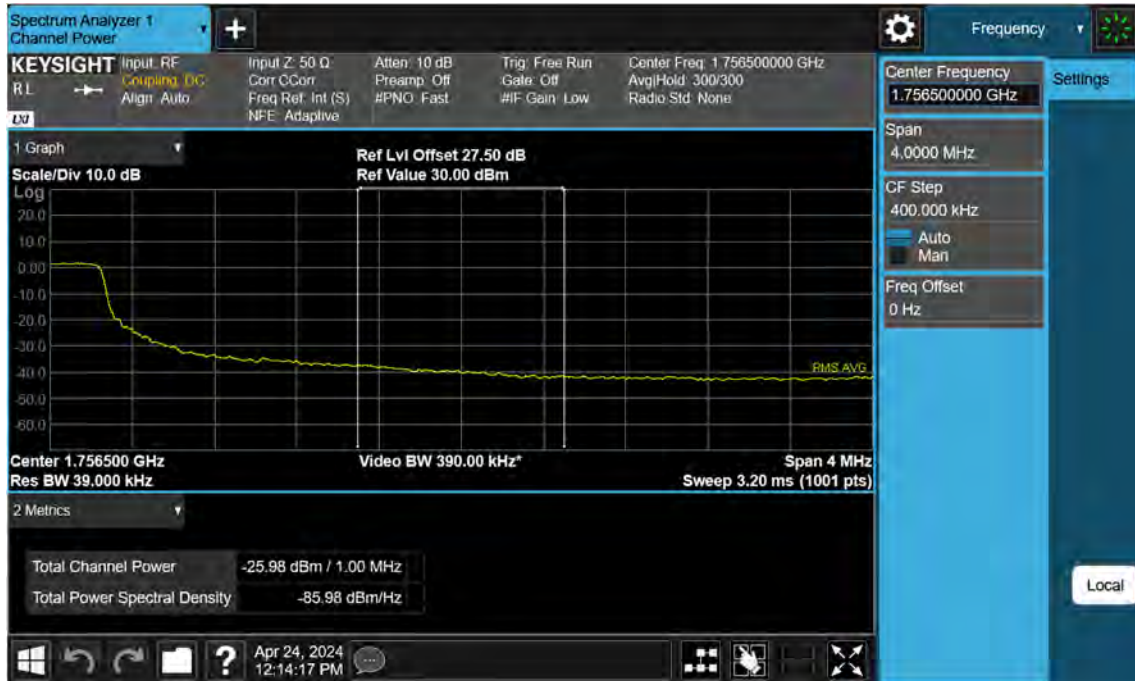 Spectrum Analyzer 1
Channel Power
+
Frequency
KEYSIGHT
RL
LXI
Input: RF
Coupling: DC
Align: Auto
Input Z: 50 Ω
Corr CCorr
Freq Ref: Int (S)
NFE: Adaptive
Atten: 10 dB
Preamp: Off
#PNO: Fast
Trig: Free Run
Gate: Off
#IF Gain: Low
Center Freq: 1.756500000 GHz
Avg|Hold: 300/300
Radio Std: None
Center Frequency
1.756500000 GHz
Settings
Span
4.0000 MHz
CF Step
400.000 kHz
Auto
Man
Freq Offset
0 Hz
1 Graph
Scale/Div 10.0 dB
Ref Lvl Offset 27.50 dB
Ref Value 30.00 dBm
Log
20.0
10.0
0.00
-10.0
-20.0
-30.0
-40.0
-50.0
-60.0
RMS AVG
Center 1.756500 GHz
Video BW 390.00 kHz*
Span 4 MHz
Res BW 39.000 kHz
Sweep 3.20 ms (1001 pts)
2 Metrics
Total Channel Power
-25.98 dBm / 1.00 MHz
Total Power Spectral Density
-85.98 dBm/Hz
Local
?
Apr 24, 2024
12:14:17 PM